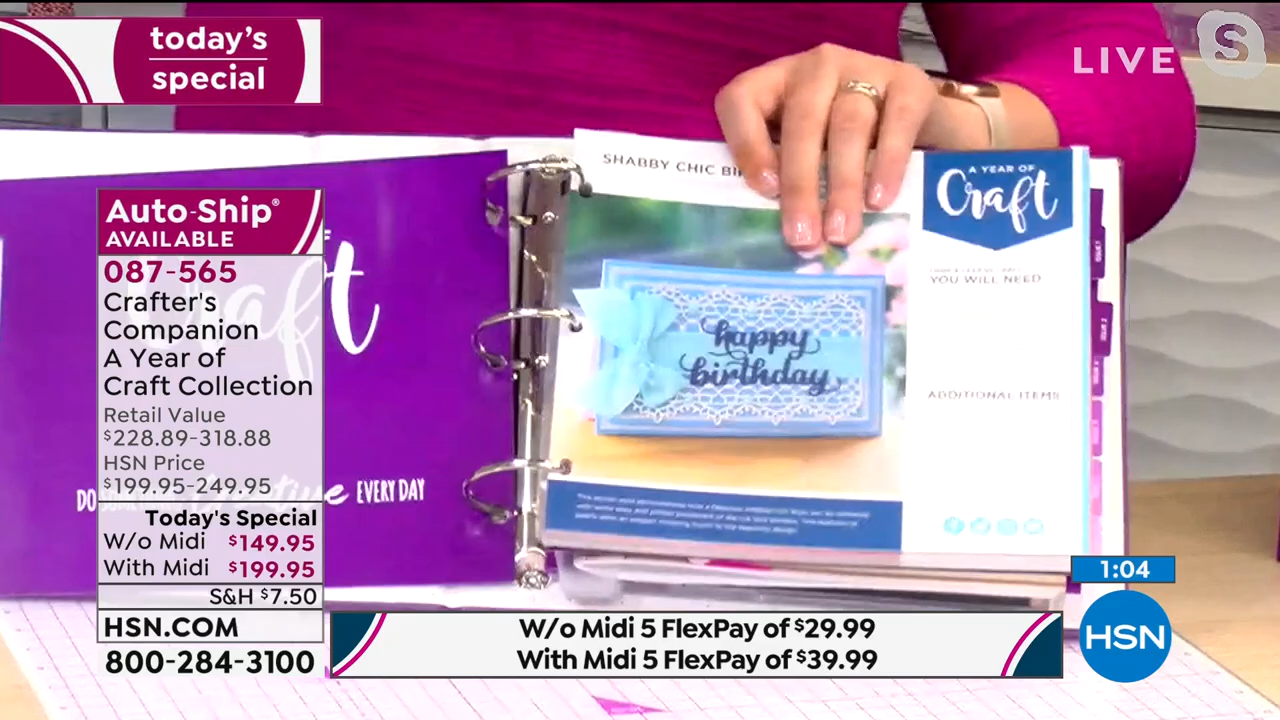 today's
special
LIVE
Auto-Ship®
AVAILABLE
087-565
Crafter's
Companion
A Year of
Craft Collection
Retail Value
$228.89-318.88
HSN Price
$199.95-249.95
Today's Special
W/o Midi $149.95
With Midi $199.95
S&H $7.50
HSN.COM
800-284-3100
Craft
DO
EVERY DAY
SHABBY CHIC
happy
birthday
A YEAR OF
Craft
YOU WILL NEED
ADDITIONAL ITEMS
1:04
HSN
W/o Midi 5 FlexPay of $29.99
With Midi 5 FlexPay of $39.99